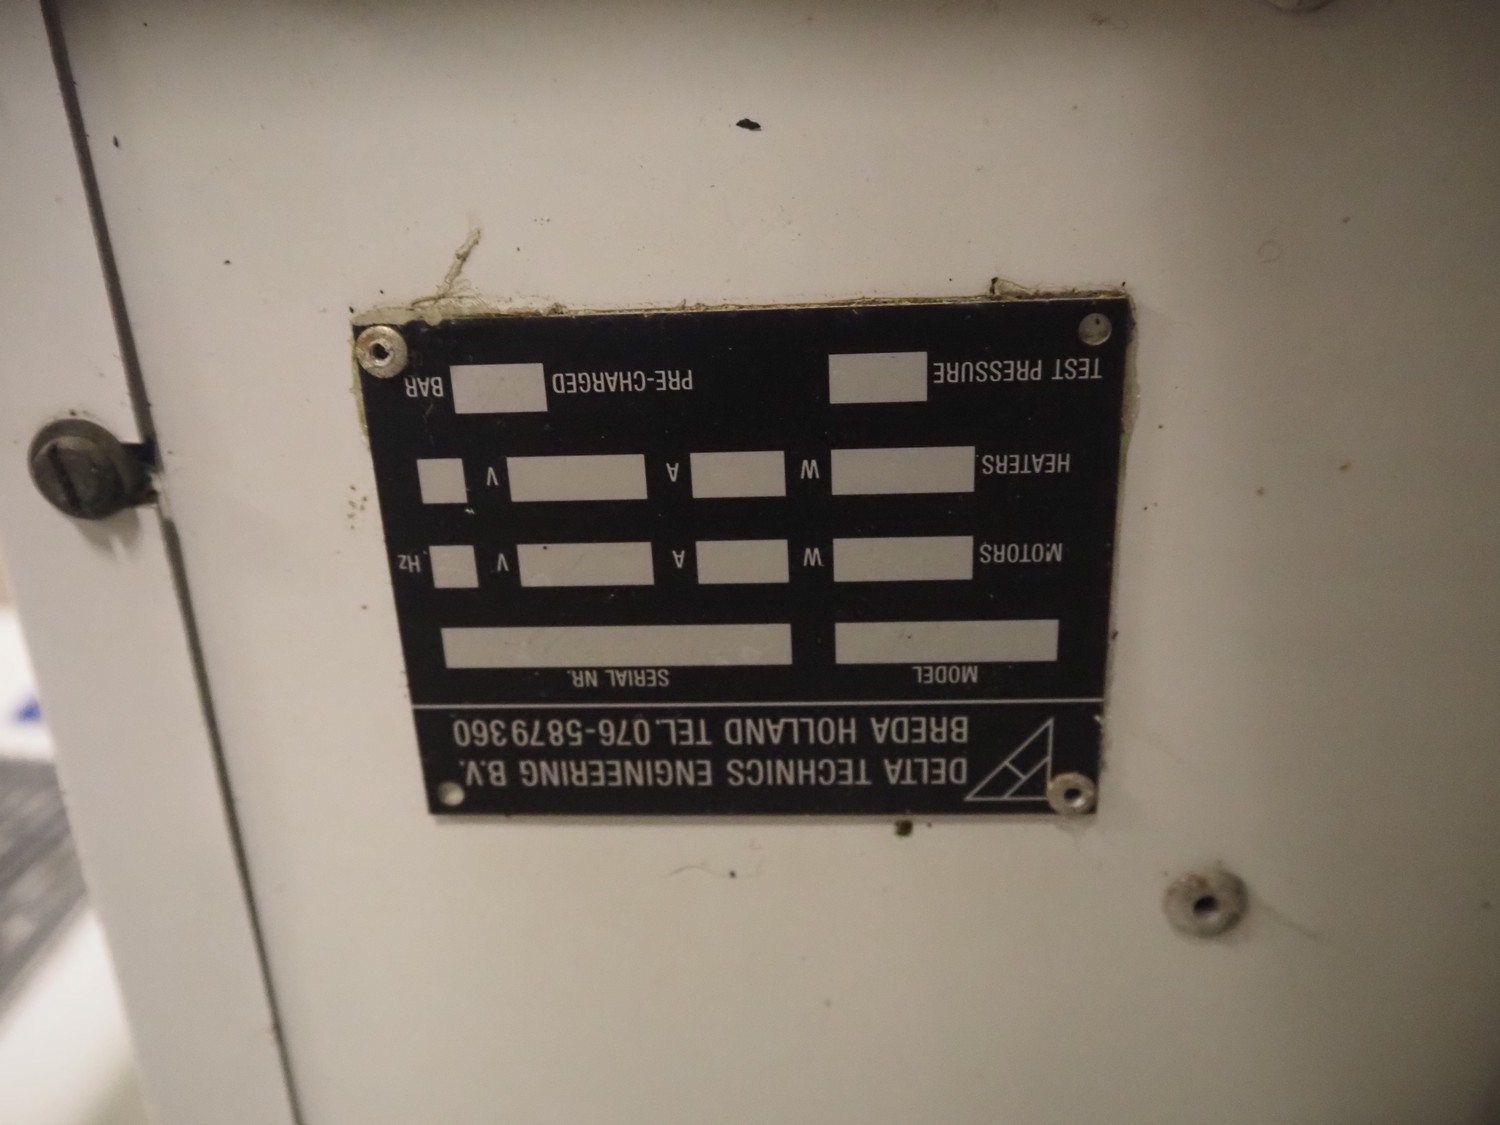 DELTA TECHNICS ENGINEERING B.V.
BREDA HOLLAND TEL. 076-5879360
MODEL SERIAL NR.
MOTORS W A V Hz.
HEATERS W A V
TEST PRESSURE PRE-CHARGED BAR